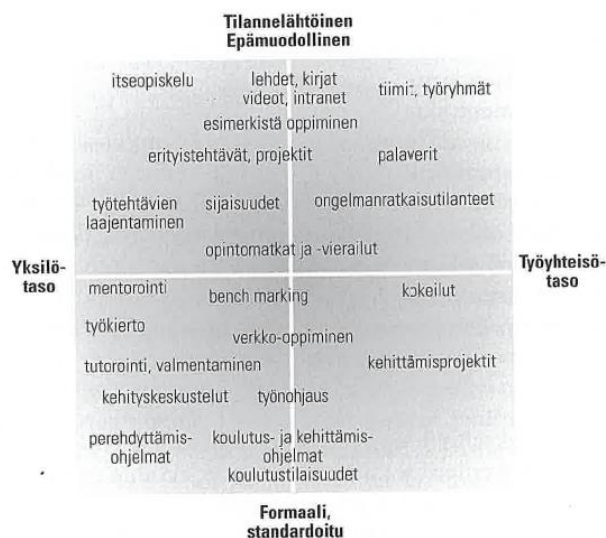 Tilannelähtöinen
Epämuodollinen
itseopiskelu
lehdet, kirjat
videot, intranet
tiimit, työryhmät
esimerkistä oppiminen
erityistehtävät, projektit
palaverit
työtehtävien
laajentaminen
sijaisuudet
ongelmanratkaisutilanteet
opintomatkat ja -vierailut
Yksilö-
taso
Työyhteisö-
taso
mentorointi
bench marking
kokeilut
työkierto
verkko-oppiminen
tutorointi, valmentaminen
kehittämisprojektit
kehityskeskustelut
työnohjaus
perehdyttämis-
ohjelmat
koulutus- ja kehittämis-
ohjelmat
koulutustilaisuudet
Formaali,
standardoitu